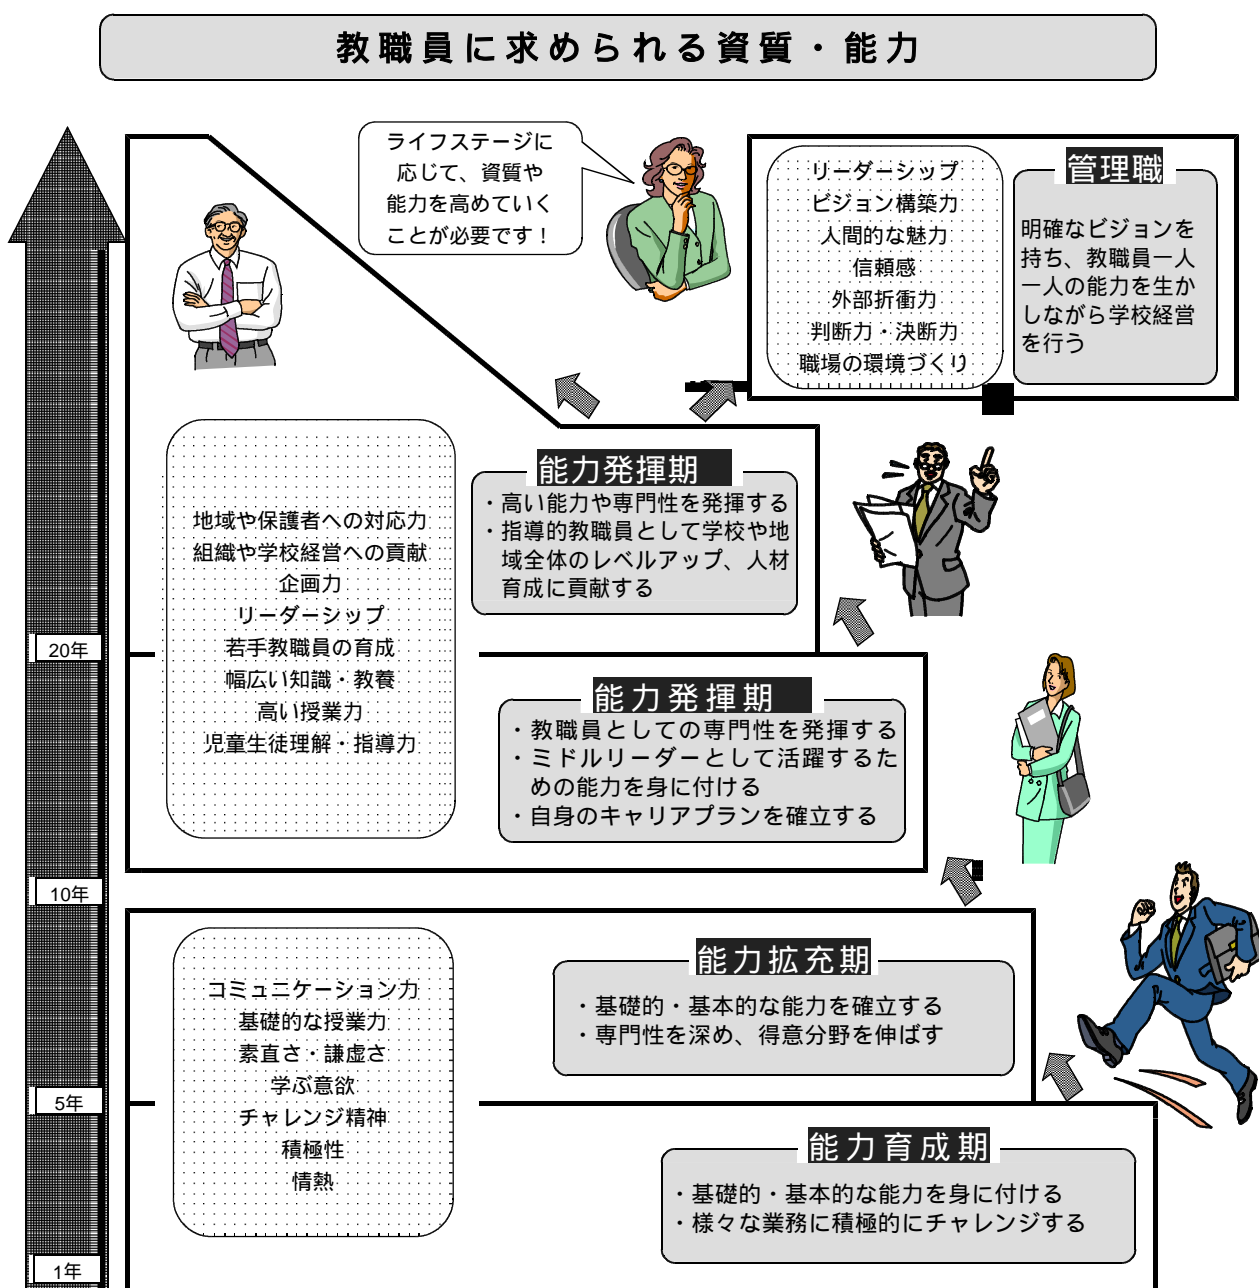 教職員に求められる資質・能力
ライフステージに
応じて、資質や
能力を高めていく
ことが必要です！
リーダーシップ
ビジョン構築力
人間的な魅力
信頼感
外部折衝力
判断力・決断力
職場の環境づくり
管理職
明確なビジョンを
持ち、教職員一人
一人の能力を生か
しながら学校経営
を行う
地域や保護者への対応力
組織や学校経営への貢献
企画力
リーダーシップ
若手教職員の育成
幅広い知識・教養
高い授業力
児童生徒理解・指導力
能力発揮期
・高い能力や専門性を発揮する
・指導的教職員として学校や地
域全体のレベルアップ、人材
育成に貢献する
20年
能力発揮期
・教職員としての専門性を発揮する
・ミドルリーダーとして活躍するた
めの能力を身に付ける
・自身のキャリアプランを確立する
10年
コミュニケーション力
基礎的な授業力
素直さ・謙虚さ
学ぶ意欲
チャレンジ精神
積極性
情熱
能力拡充期
・基礎的・基本的な能力を確立する
・専門性を深め、得意分野を伸ばす
5年
能力育成期
・基礎的・基本的な能力を身に付ける
・様々な業務に積極的にチャレンジする
1年